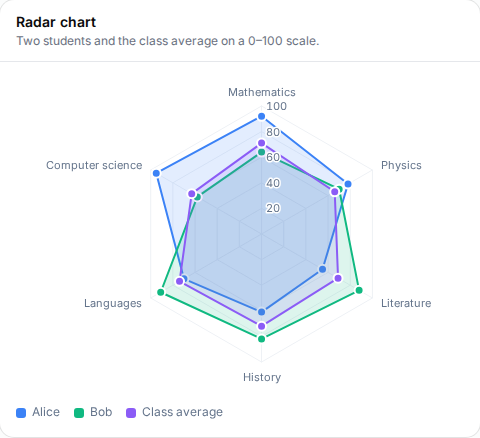 Radar chart
Two students and the class average on a 0–100 scale.
Mathematics
100
80
60
40
20
Computer science
Physics
Languages
Literature
History
Alice
Bob
Class average